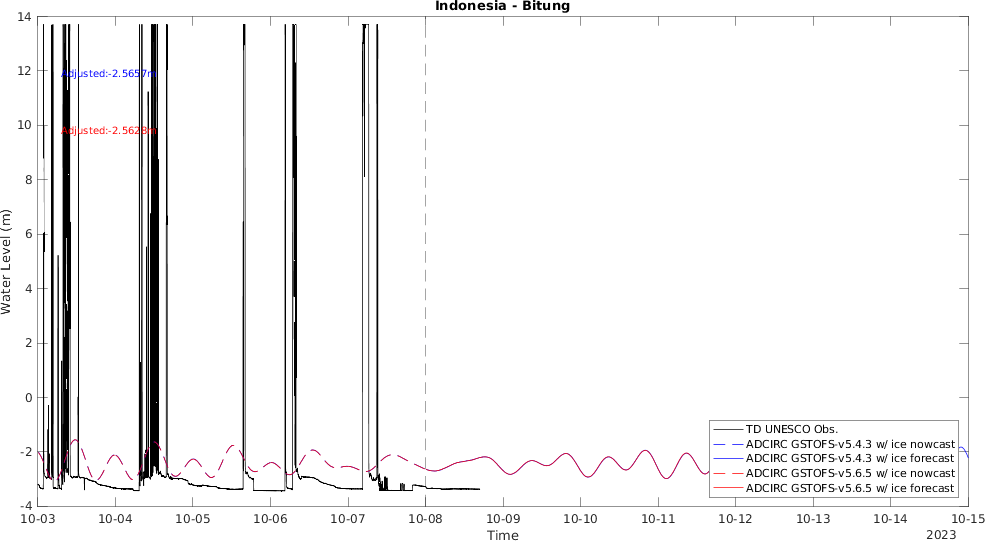 Indonesia - Bitung
14
12
10
8
6
4
2
0
-2
-4
Water Level (m)
Adjusted:-2.5657m
Adjusted:-2.5628m
TD UNESCO Obs.
ADCIRC GSTOFS-v5.4.3 w/ ice nowcast
ADCIRC GSTOFS-v5.4.3 w/ ice forecast
ADCIRC GSTOFS-v5.6.5 w/ ice nowcast
ADCIRC GSTOFS-v5.6.5 w/ ice forecast
10-03 10-04 10-05 10-06 10-07 10-08 10-09 10-10 10-11 10-12 10-13 10-14 10-15
Time
2023